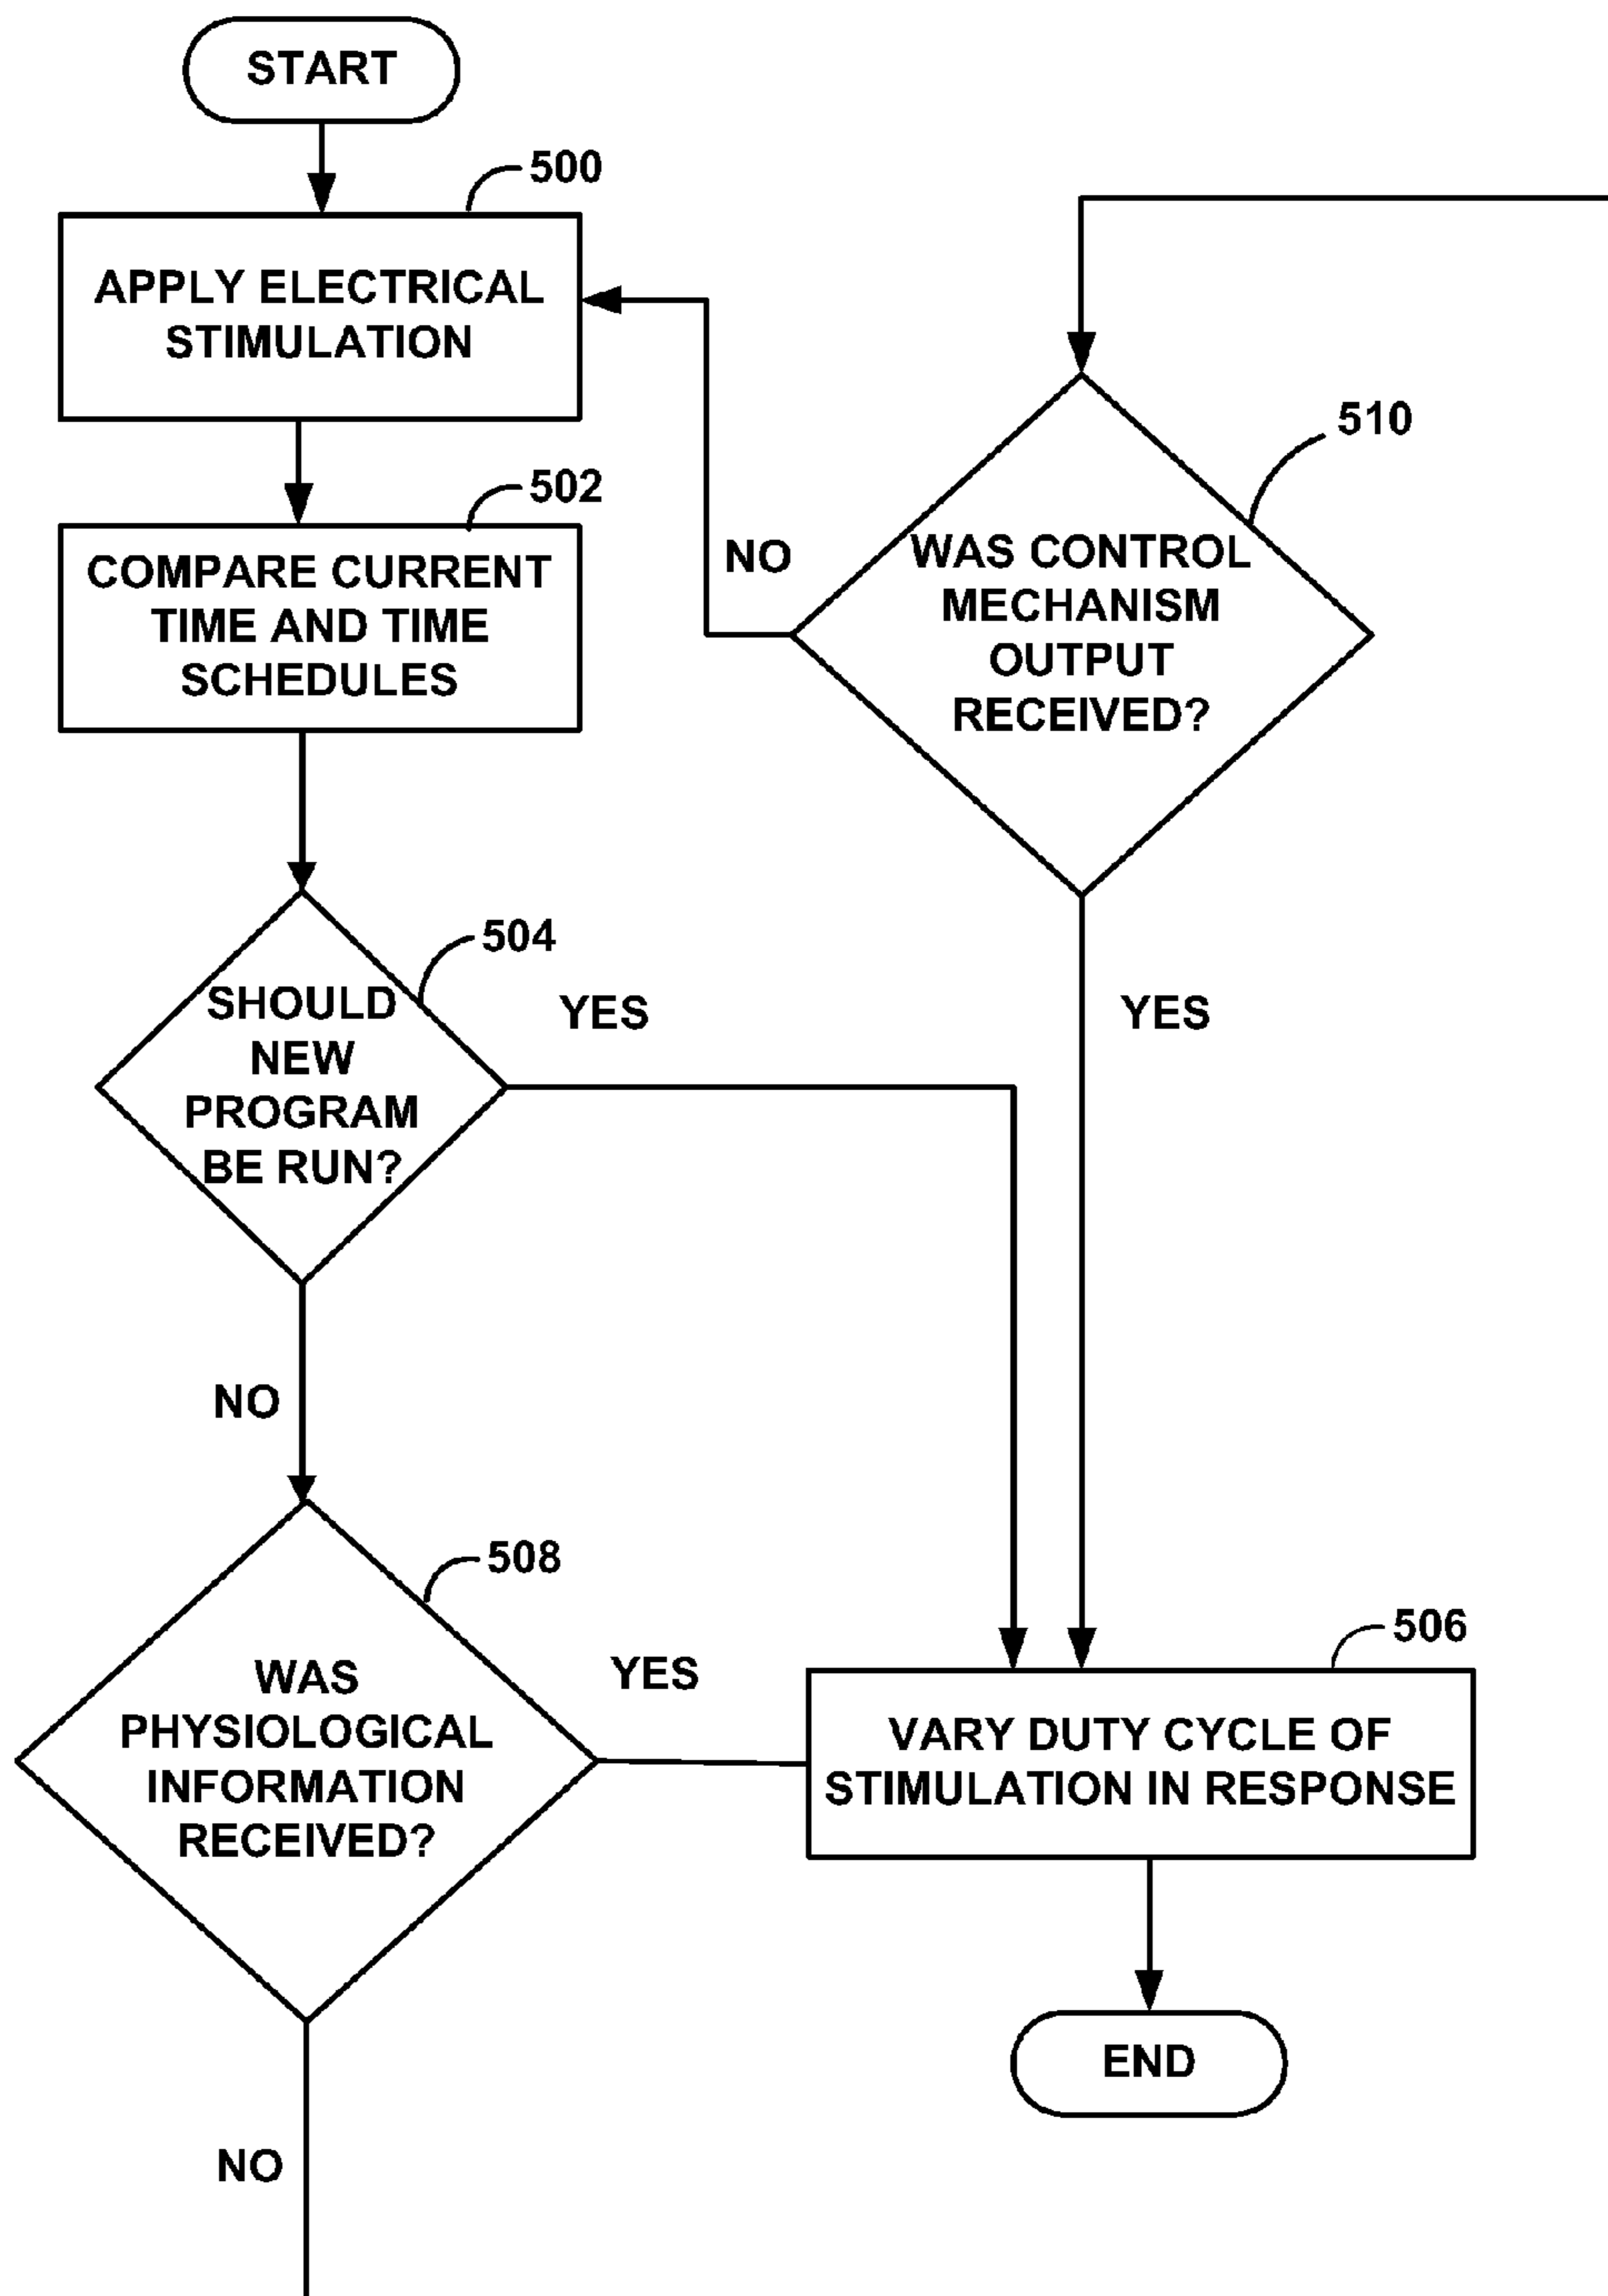 START
500
APPLY ELECTRICAL
STIMULATION
502
COMPARE CURRENT
TIME AND TIME
SCHEDULES
504
SHOULD
NEW
PROGRAM
BE RUN?
YES
NO
508
WAS
PHYSIOLOGICAL
INFORMATION
RECEIVED?
YES
NO
510
WAS CONTROL
MECHANISM
OUTPUT
RECEIVED?
NO
YES
506
VARY DUTY CYCLE OF
STIMULATION IN RESPONSE
END